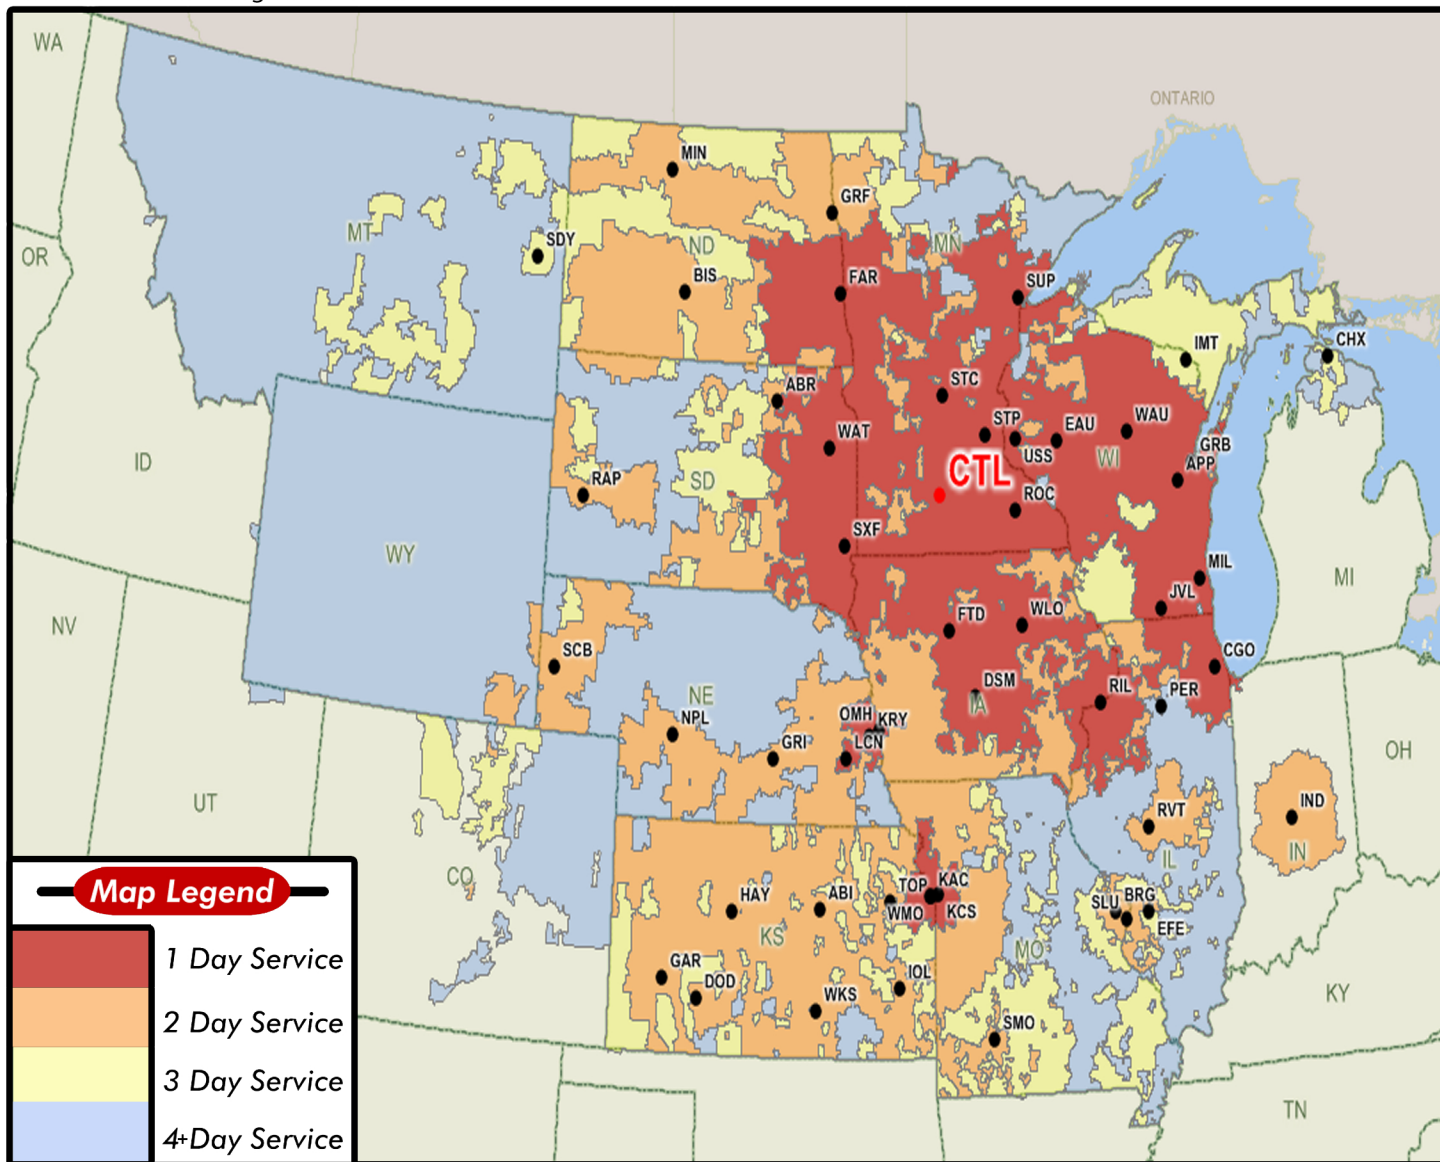 WA
ONTARIO
MIN
GRF
OR
MT
SDY
ND
MN
BIS
FAR
SUP
IMT
CHX
ABR
STC
WAT
STP
EAU
WAU
USS
WI
GRB
APP
ID
RAP
SD
CTL
ROC
SXF
WY
MIL
MI
JVL
NV
FTD
WLO
SCB
CGO
NE
DSM
IA
RIL
PER
NPL
OMH
KRY
GRI
LCN
OH
UT
RVT
IND
IL
IN
CO
HAY
ABI
TOP
KAC
WMO
KCS
SLU
BRG
EFE
KS
MO
GAR
DOD
IOL
WKS
KY
SMO
TN
Map Legend
1 Day Service
2 Day Service
3 Day Service
4+Day Service